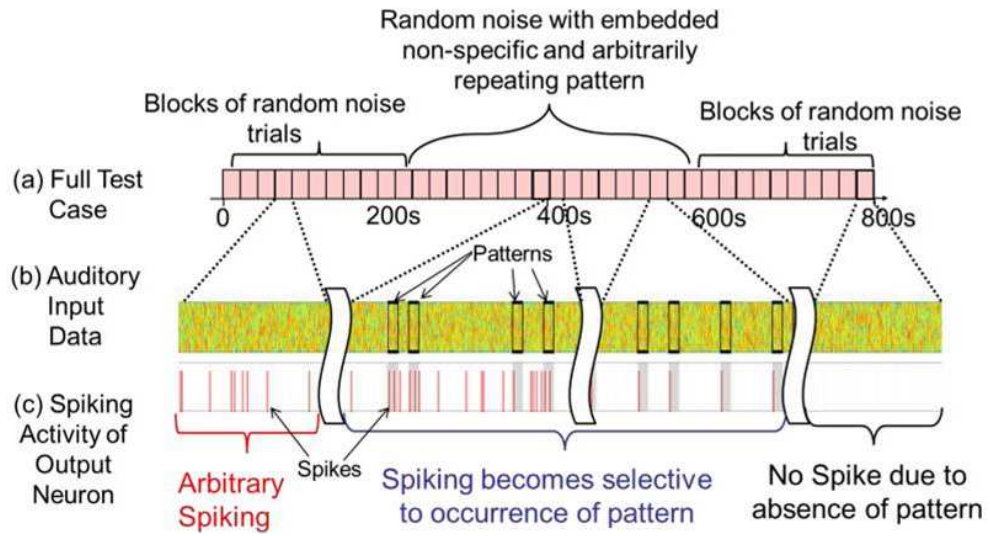 Random noise with embedded
non-specific and arbitrarily
repeating pattern
Blocks of random noise
trials
Blocks of random noise
trials
(a) Full Test
Case
0
200s
400s
600s
800s
(b) Auditory
Input
Data
Patterns
(c) Spiking
Activity of
Output
Neuron
Spikes
Arbitrary
Spiking
Spiking becomes selective
to occurrence of pattern
No Spike due to
absence of pattern